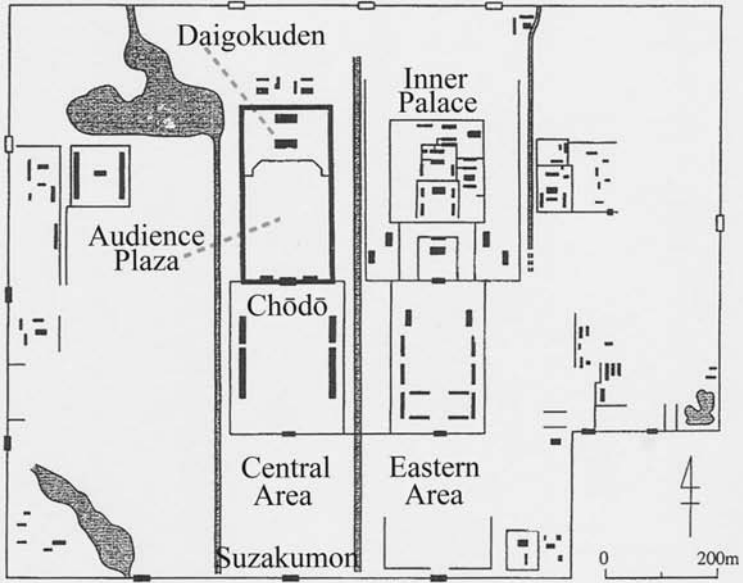 Daigokuden
Inner
Palace
Audience
Plaza
Chōdō
Central
Area
Eastern
Area
Suzakumon
0 200m